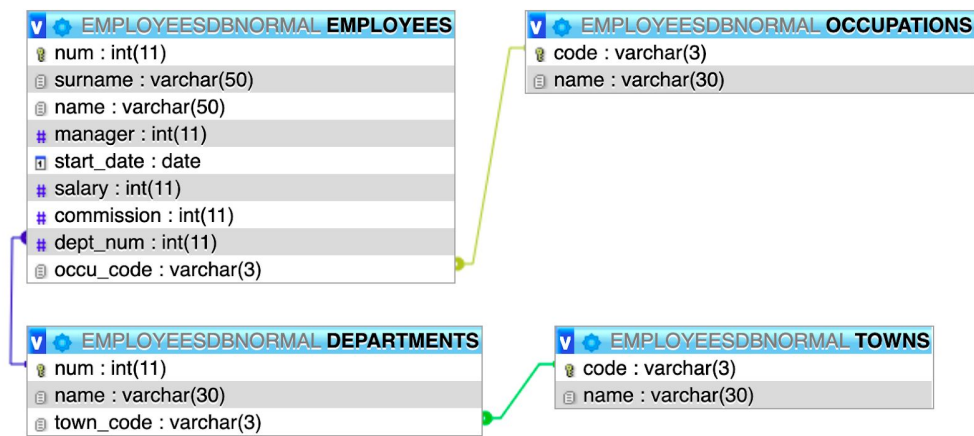 EMPLOYEESDBNORMAL EMPLOYEES
num : int(11)
surname : varchar(50)
name : varchar(50)
# manager : int(11)
start_date : date
# salary : int(11)
# commission : int(11)
# dept_num : int(11)
occu_code : varchar(3)
EMPLOYEESDBNORMAL OCCUPATIONS
code : varchar(3)
name : varchar(30)
EMPLOYEESDBNORMAL DEPARTMENTS
num : int(11)
name : varchar(30)
town_code : varchar(3)
EMPLOYEESDBNORMAL TOWNS
code : varchar(3)
name : varchar(30)